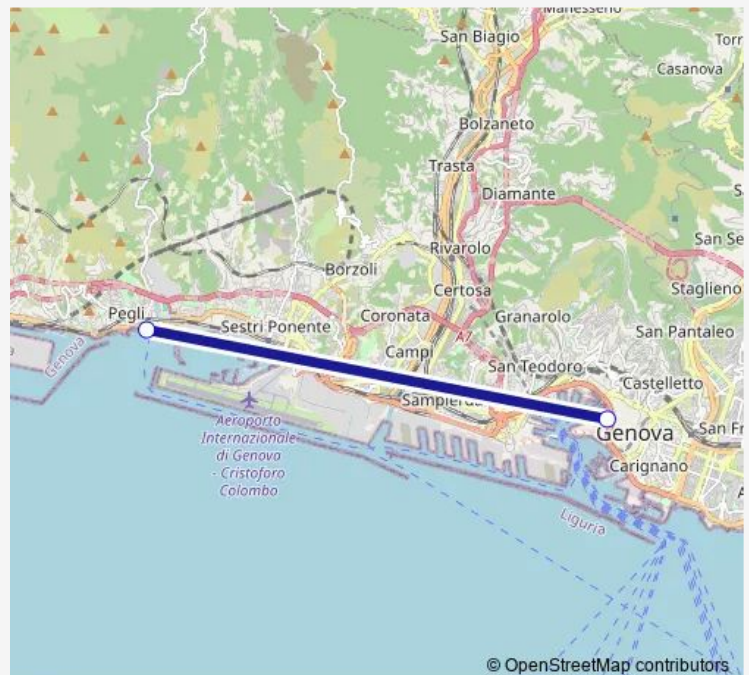 Manesseno
San Biagio
Torr
Casanova
Bolzaneto
Trasta
Diamante
S
Rivarolo
San Se
Borzoli
Certosa
Staglieno
Pegli
Sestri Ponente
Coronata
Granarolo
A7
San Pantaleo
Genova
Campi
San Teodoro
Castelletto
Sampierda
Aeroporto
Internazionale
di Genova
- Cristoforo
Colombo
Genova
San Fr
Carignano
A
Liguria
© OpenStreetMap contributors